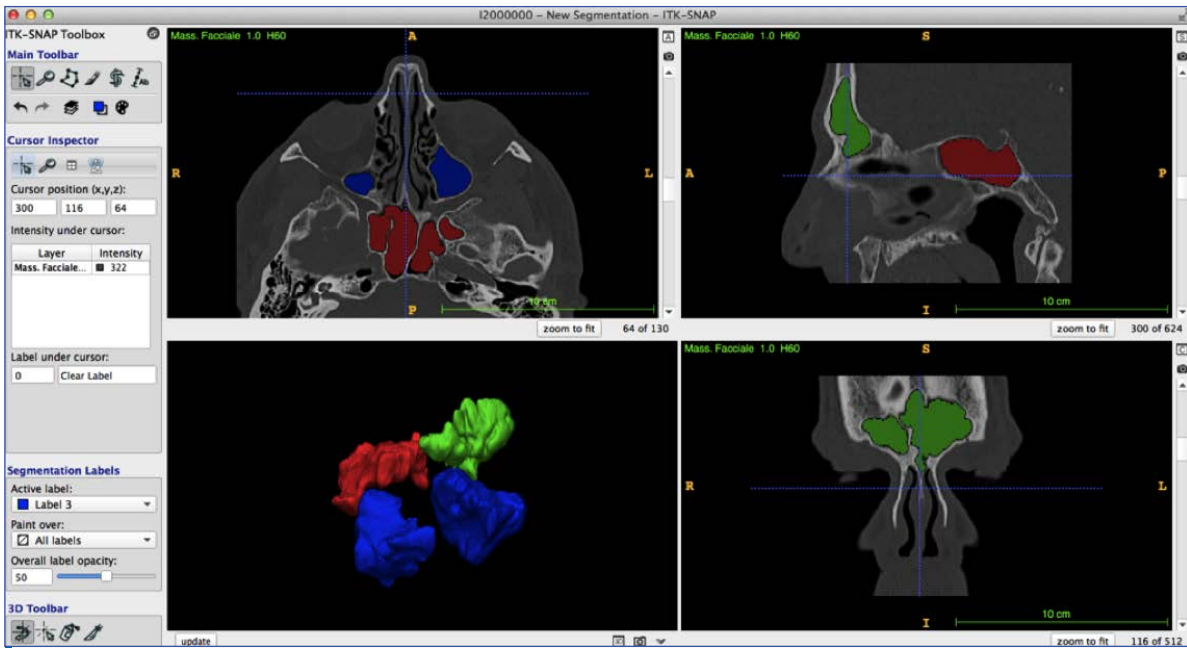 I2000000 – New Segmentation – ITK-SNAP
ITK-SNAP Toolbox
Main Toolbar
Cursor Inspector
Cursor position (x,y,z):
300 116 64
Intensity under cursor:
Layer Intensity
Mass. Facciale... 322
Label under cursor:
0 Clear Label
Segmentation Labels
Active label:
Label 3
Paint over:
All labels
Overall label opacity:
50
3D Toolbar
Mass. Facciale 1.0 H60
A
R
L
P
10 cm
A
zoom to fit 64 of 130
Mass. Facciale 1.0 H60
S
A
P
I
10 cm
S
zoom to fit 300 of 624
update
Mass. Facciale 1.0 H60
S
R
L
I
10 cm
C
zoom to fit 116 of 512